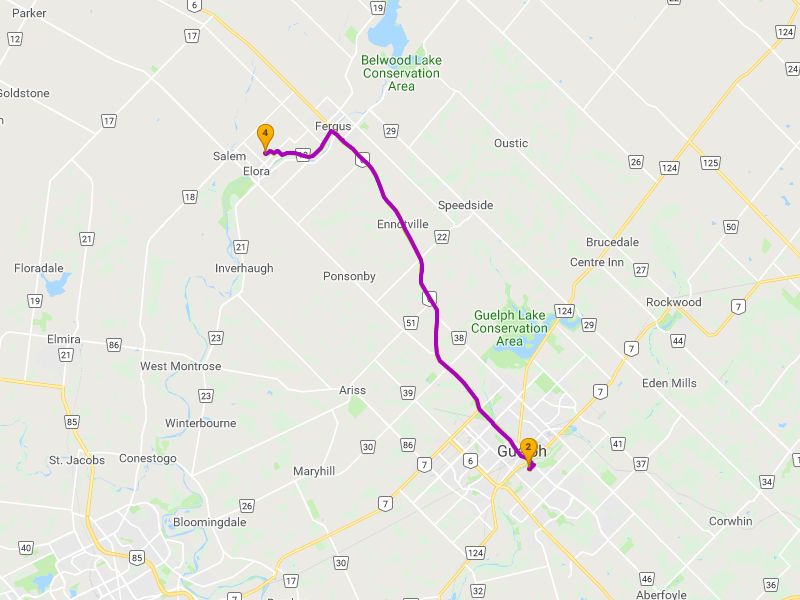 Parker
6
19
124
12
17
24
Belwood Lake
Conservation
Area
Goldstone
17
4
Fergus
29
Oustic
Salem
Elora
26
124
125
18
Speedside
Ennotville
22
50
21
21
Brucedale
Floradale
Inverhaugh
Ponsonby
Centre Inn
27
19
Rockwood
7
Guelph Lake
Conservation
Area
124
29
51
38
23
44
Elmira
21
86
7
West Montrose
23
Ariss
39
7
Eden Mills
85
Winterbourne
30
86
41
2
Guelph
St. Jacobs
Conestogo
7
6
37
Maryhill
34
26
7
Bloomingdale
Corwhin
40
85
124
30
17
32
46
7
Aberfoyle